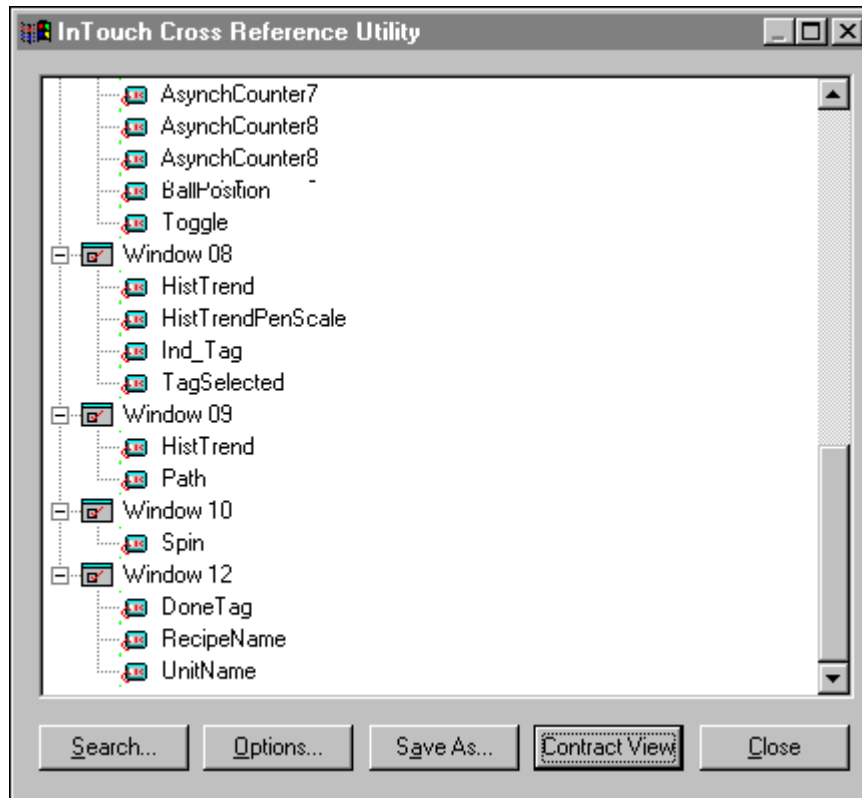 InTouch Cross Reference Utility
AsynchCounter7
AsynchCounter8
AsynchCounter8
BallPosition
Toggle
Window 08
HistTrend
HistTrendPenScale
Ind_Tag
TagSelected
Window 09
HistTrend
Path
Window 10
Spin
Window 12
DoneTag
RecipeName
UnitName
Search... Options... Save As... Contract View Close